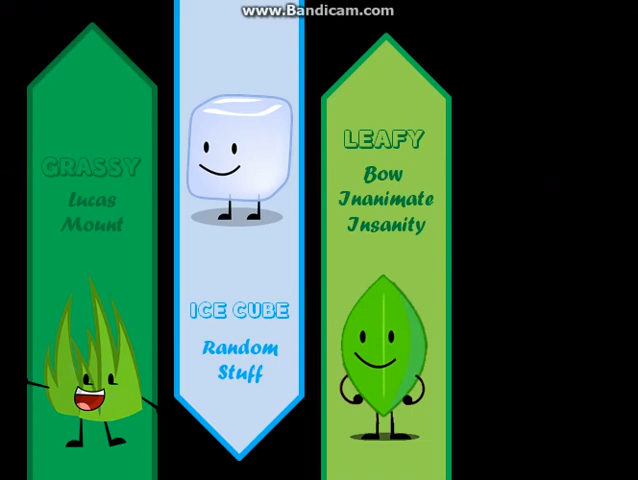 www.Bandicam.com
GRASSY
Lucas
Mount
ICE CUBE
Random
Stuff
LEAFY
Bow
Inanimate
Insanity